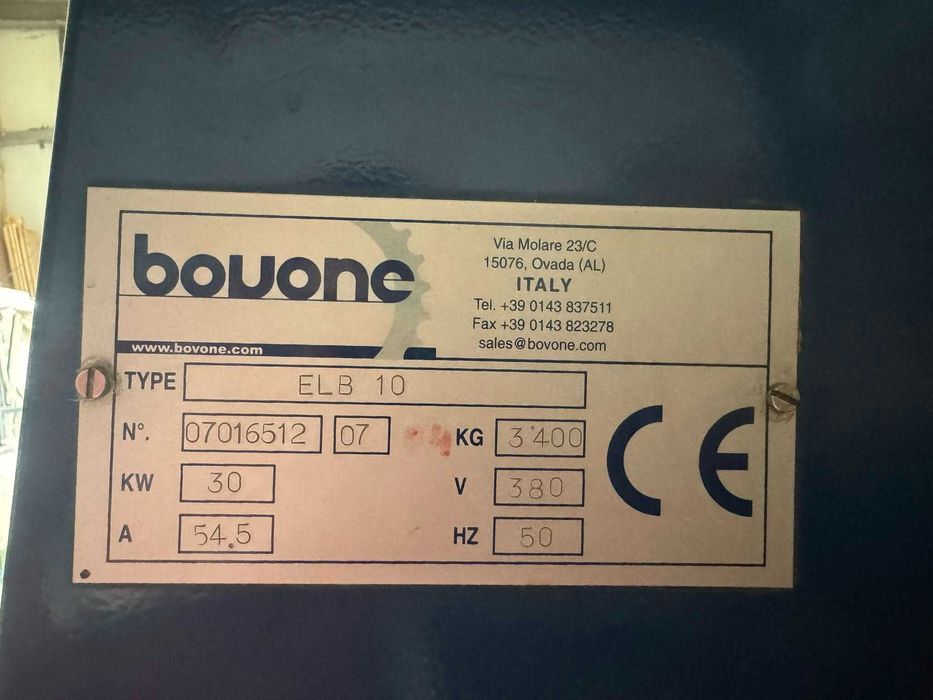 bovone
Via Molare 23/C
15076, Ovada (AL)
ITALY
Tel. +39 0143 837511
Fax +39 0143 823278
sales@bovone.com
www.bovone.com
TYPE ELB 10
N°. 07016512 07 KG 3'400
KW 30 V 380
A 54.5 HZ 50
CE